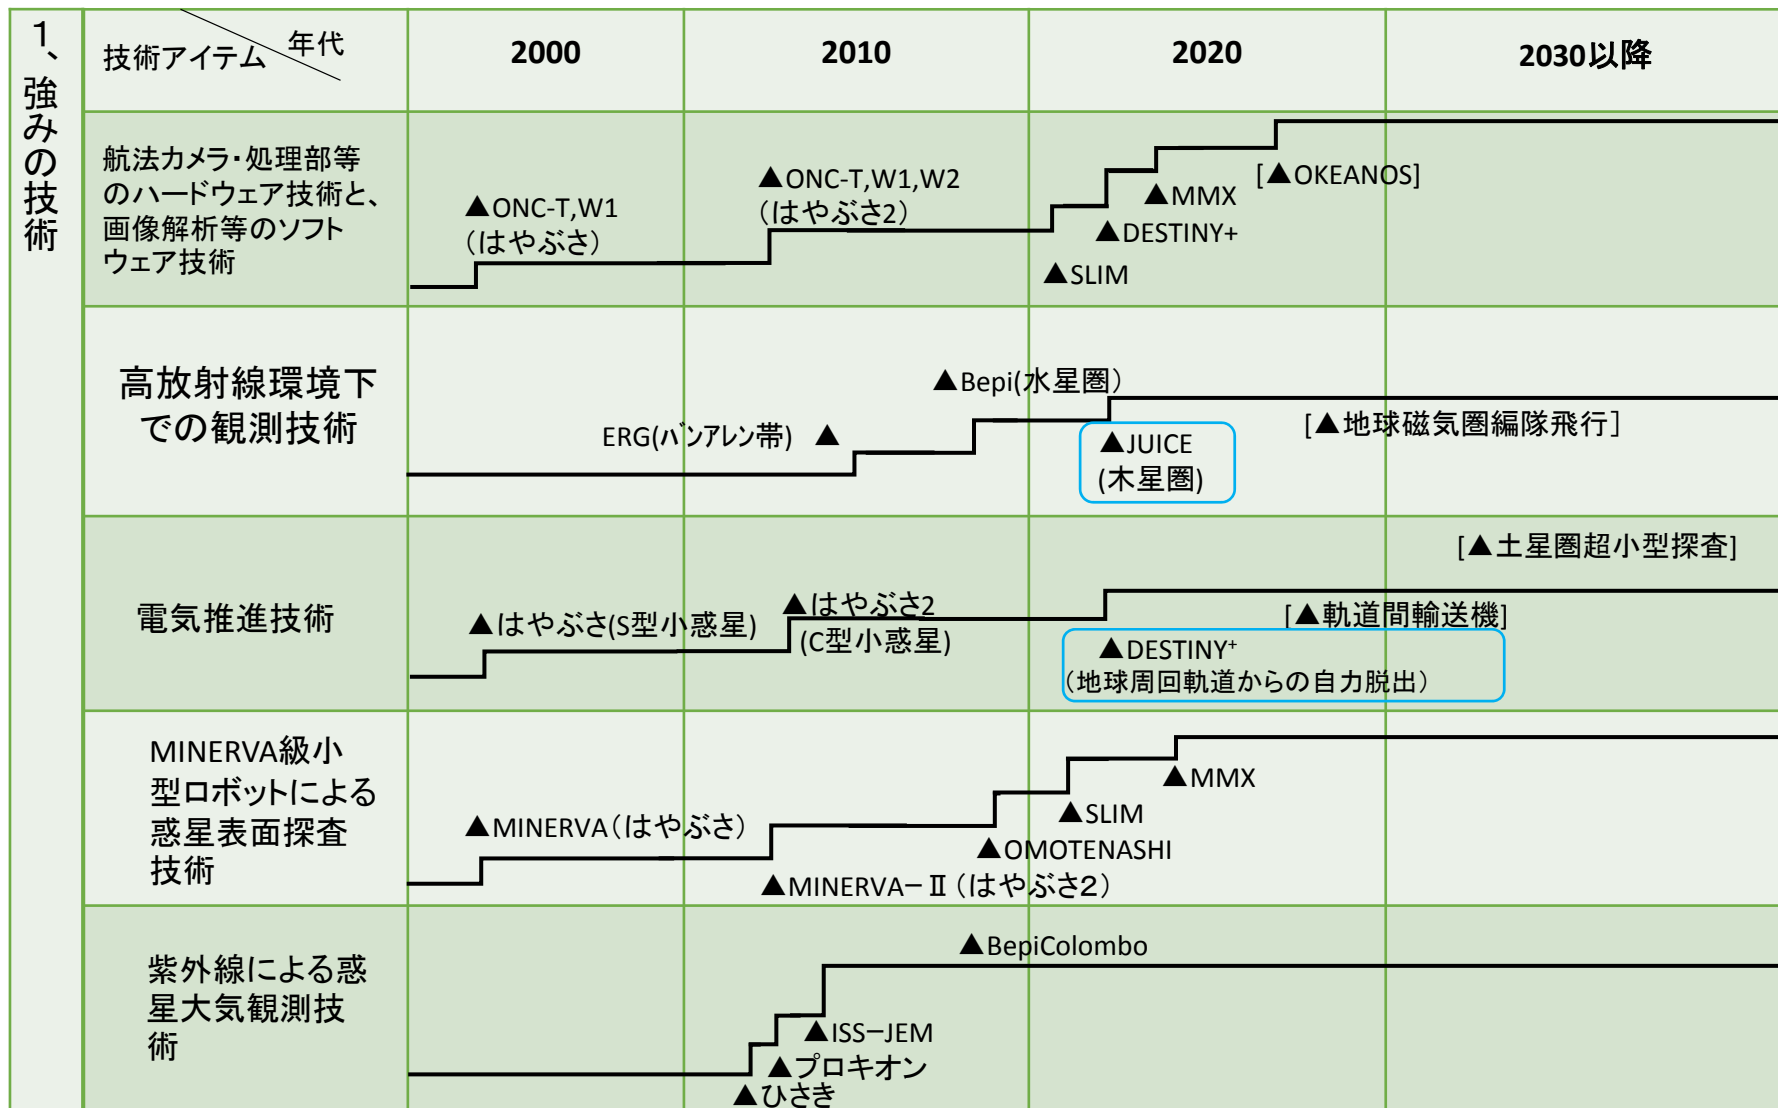 1、強みの技術
年代
技術アイテム
2000
2010
2020
2030以降
航法カメラ・処理部等
のハードウェア技術と、
画像解析等のソフト
ウェア技術
▲ONC-T,W1
(はやぶさ)
▲ONC-T,W1,W2
(はやぶさ2)
▲SLIM
▲DESTINY+
▲MMX
[▲OKEANOS]
高放射線環境下
での観測技術
ERG(バンアレン帯) ▲
▲Bepi(水星圏)
▲JUICE
(木星圏)
[▲地球磁気圏編隊飛行]
電気推進技術
▲はやぶさ(S型小惑星)
▲はやぶさ2
(C型小惑星)
▲DESTINY⁺
(地球周回軌道からの自力脱出)
[▲軌道間輸送機]
[▲土星圏超小型探査]
MINERVA級小
型ロボットによる
惑星表面探査
技術
▲MINERVA(はやぶさ)
▲MINERVA−Ⅱ(はやぶさ2)
▲OMOTENASHI
▲SLIM
▲MMX
紫外線による惑
星大気観測技
術
▲ひさき
▲プロキオン
▲ISS−JEM
▲BepiColombo